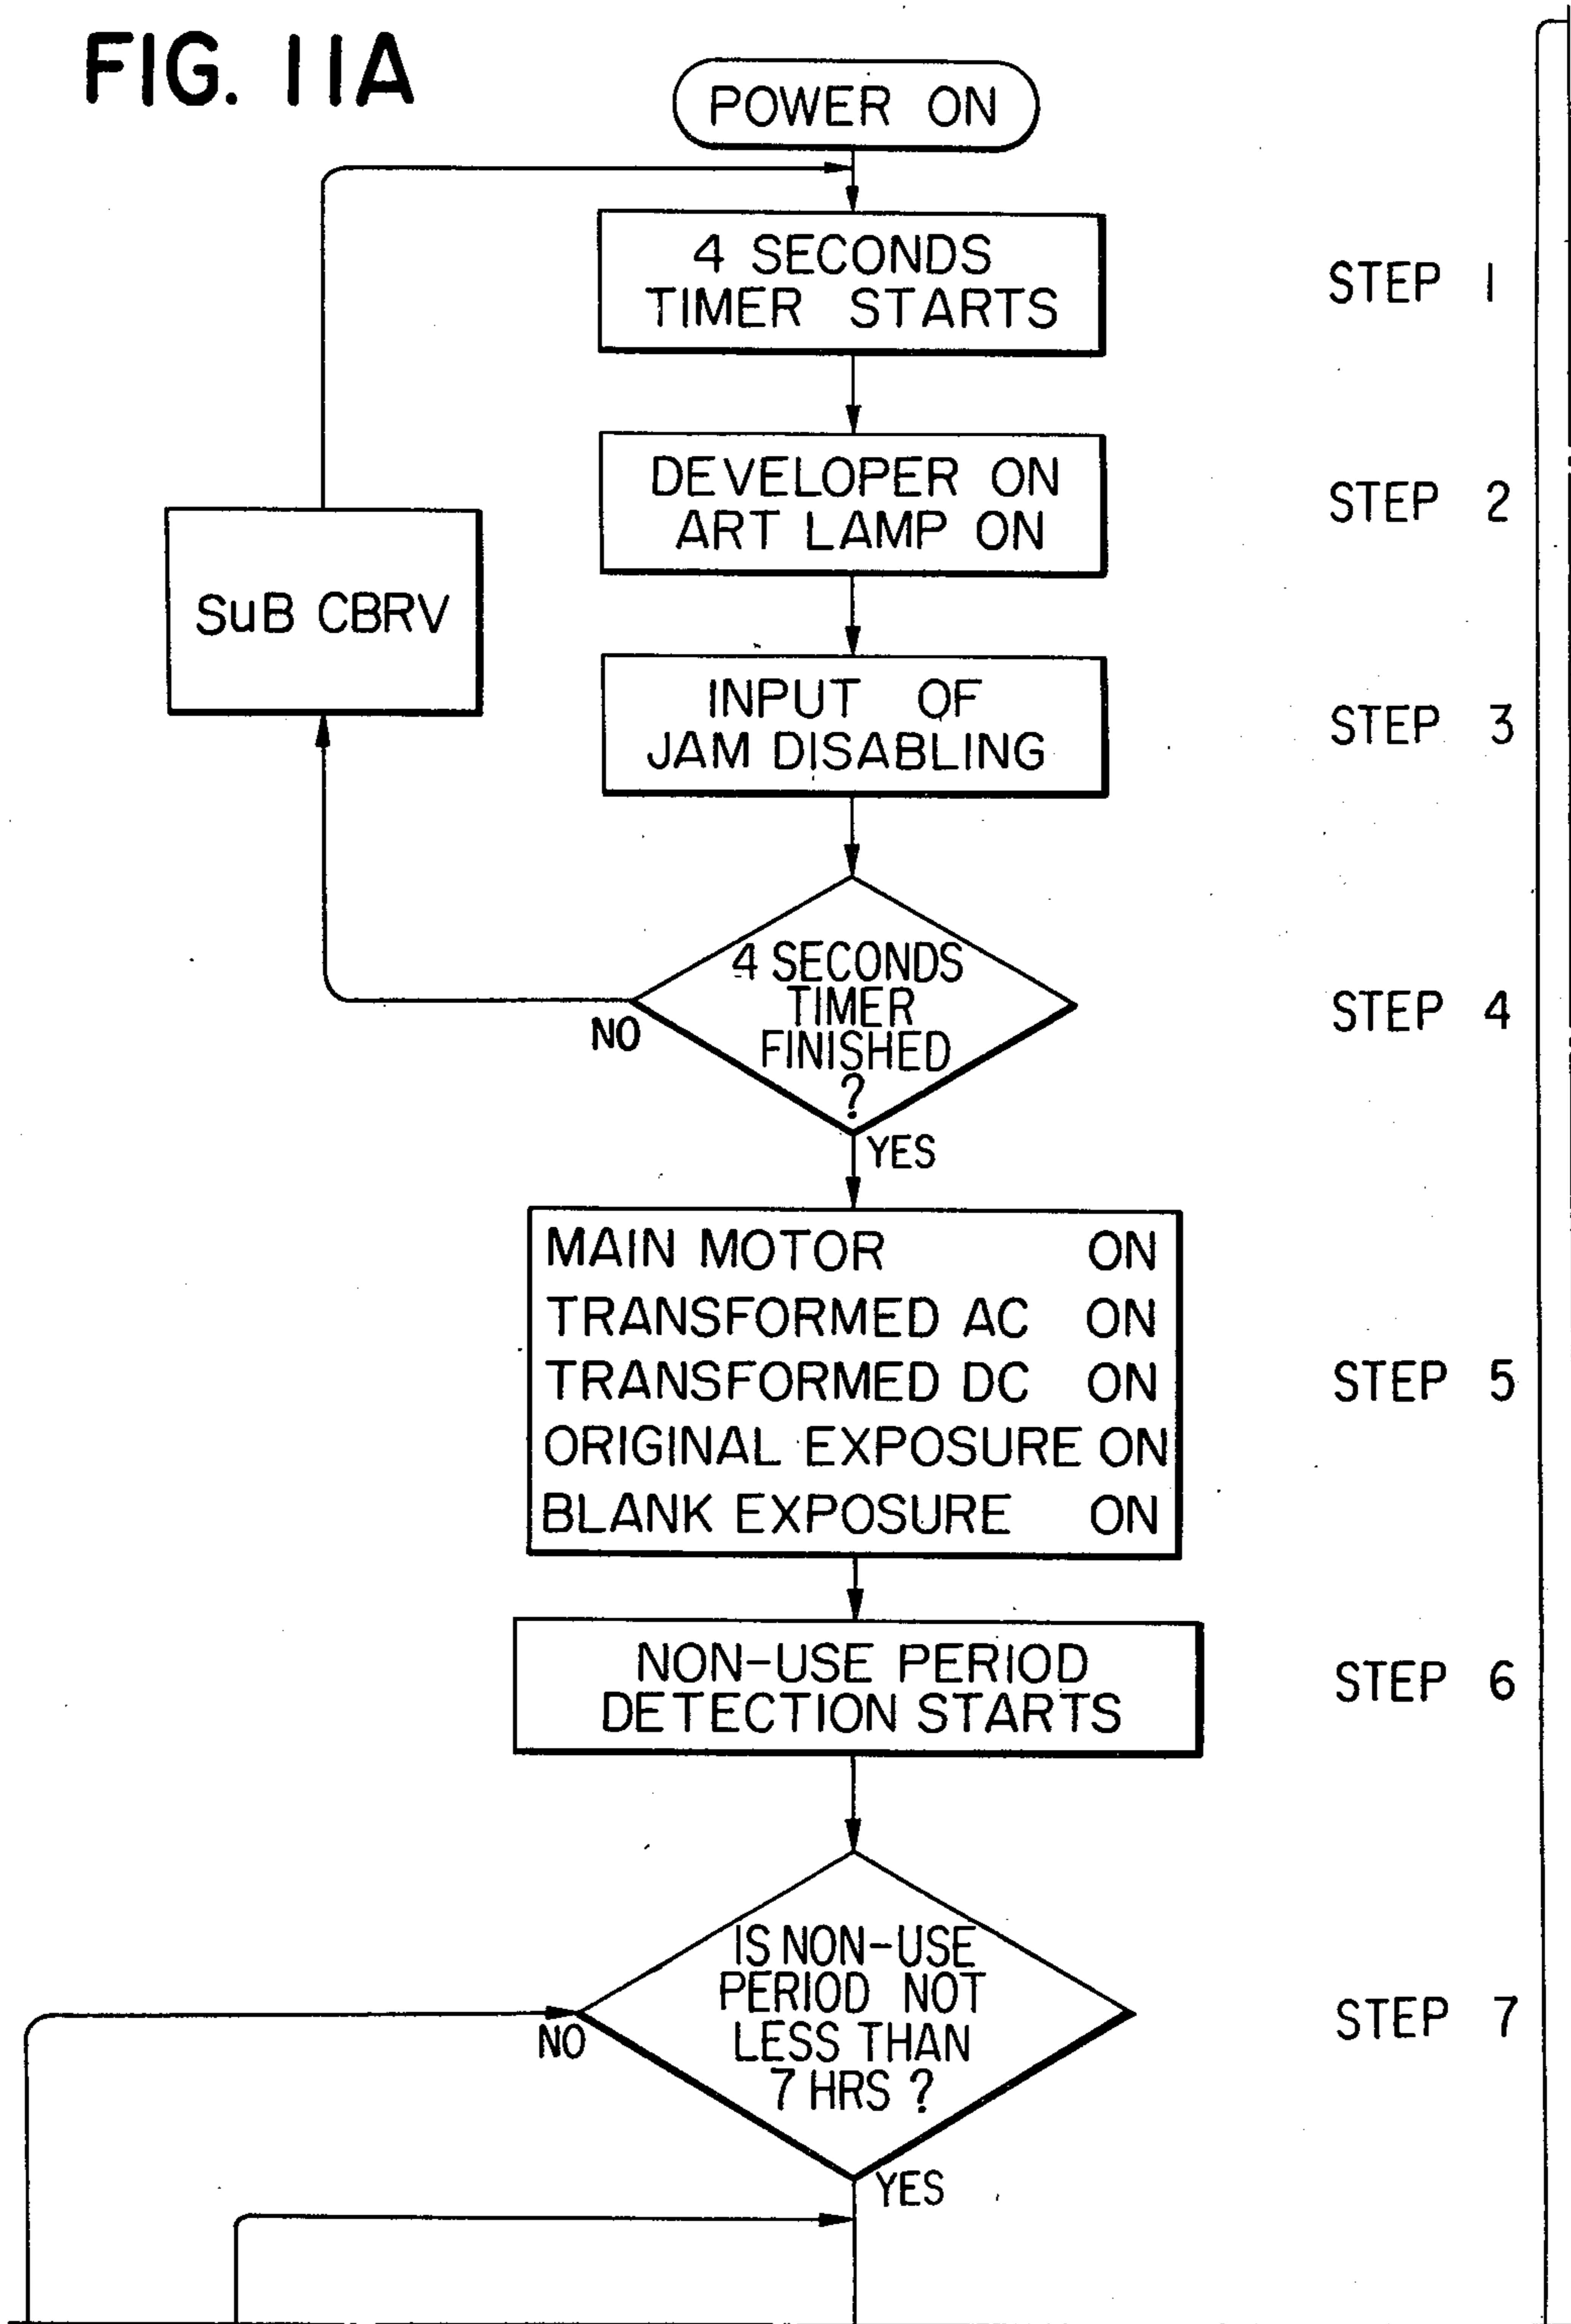 FIG. 11A
POWER ON
4 SECONDS
TIMER STARTS
STEP 1
DEVELOPER ON
ART LAMP ON
STEP 2
SuB CBRV
INPUT OF
JAM DISABLING
STEP 3
4 SECONDS
TIMER
FINISHED
?
STEP 4
NO
YES
MAIN MOTOR ON
TRANSFORMED AC ON
TRANSFORMED DC ON
ORIGINAL EXPOSURE ON
BLANK EXPOSURE ON
STEP 5
NON-USE PERIOD
DETECTION STARTS
STEP 6
IS NON-USE
PERIOD NOT
LESS THAN
7 HRS ?
STEP 7
NO
YES